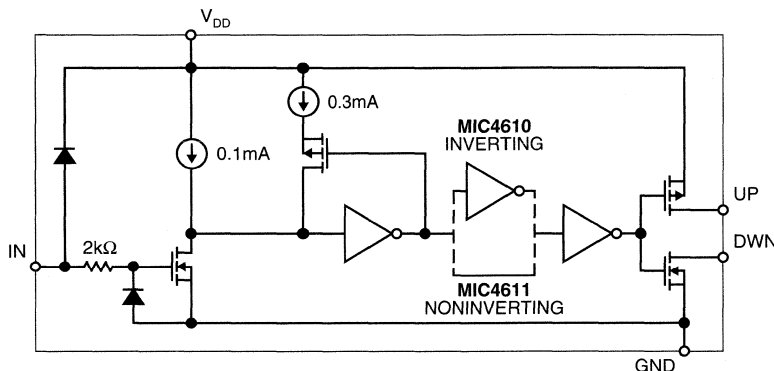 V_DD
0.3mA
MIC4610
INVERTING
0.1mA
UP
IN
2kΩ
DWN
MIC4611
NONINVERTING
GND